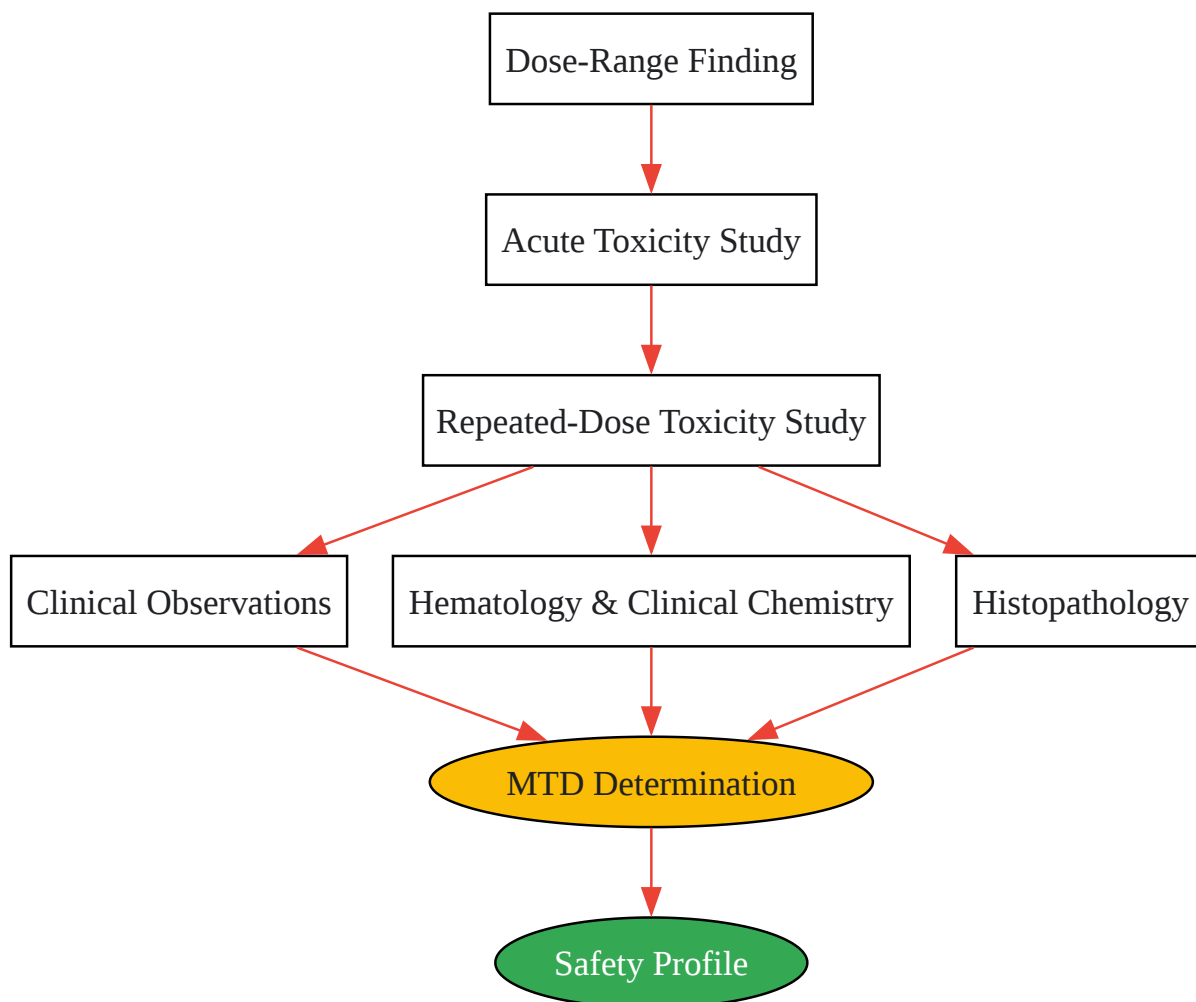 Dose-Range Finding
Acute Toxicity Study
Repeated-Dose Toxicity Study
Clinical Observations
Hematology & Clinical Chemistry
Histopathology
MTD Determination
Safety Profile